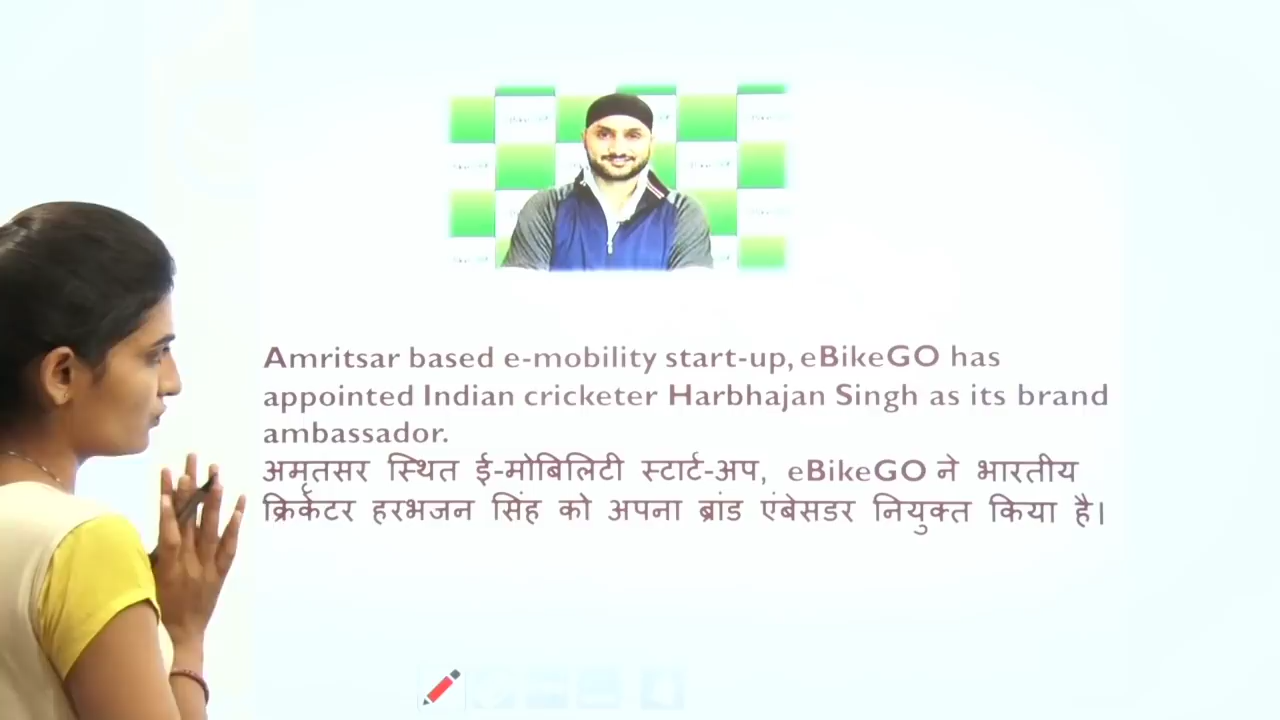 Amritsar based e-mobility start-up, eBikeGO has
appointed Indian cricketer Harbhajan Singh as its brand
ambassador.
अमृतसर स्थित ई-मोबिलिटी स्टार्ट-अप, eBikeGO ने भारतीय
क्रिकेटर हरभजन सिंह को अपना ब्रांड एंबेसडर नियुक्त किया है।